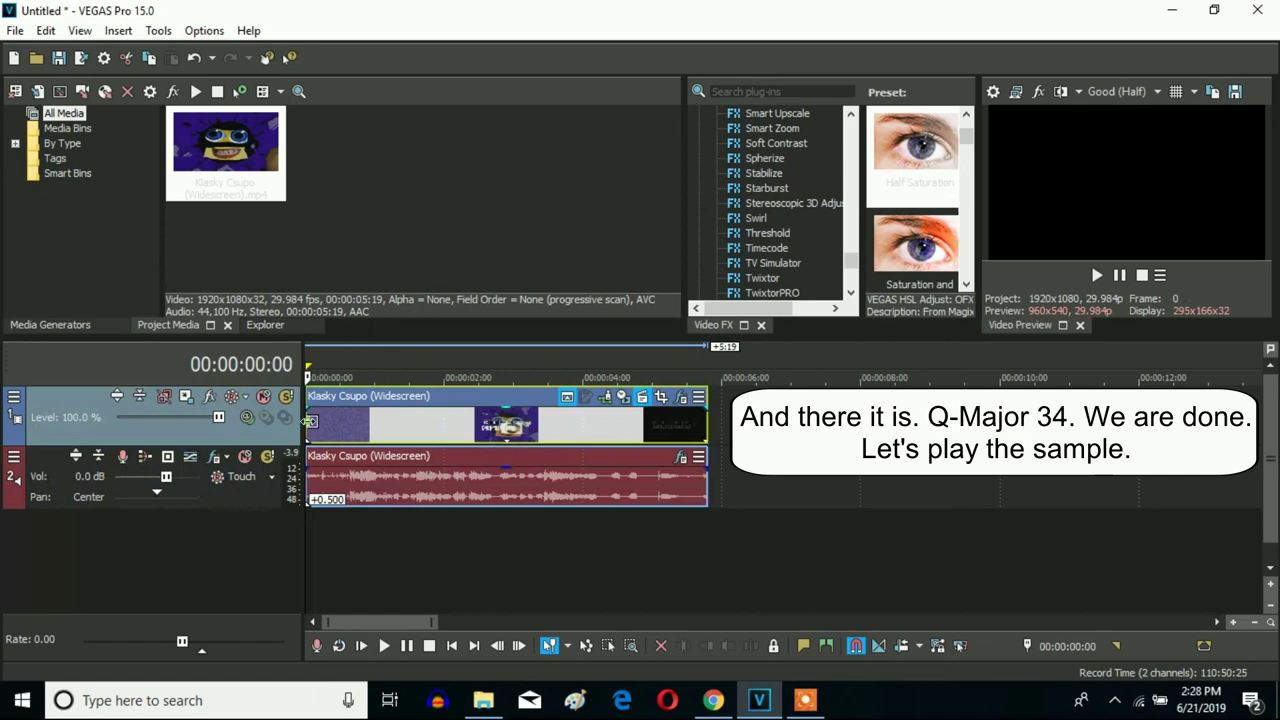 Untitled * - VEGAS Pro 15.0
File Edit View Insert Tools Options Help
All Media
Media Bins
By Type
Tags
Smart Bins
Klasky Csupo
(Widescreen).mp4
Video: 1920x1080x32, 29.984 fps, 00:00:05:19, Alpha = None, Field Order = None (progressive scan), AVC
Audio: 44,100 Hz, Stereo, 00:00:05:19, AAC
Media Generators Project Media Explorer
Search plug-ins
Smart Upscale
Smart Zoom
Soft Contrast
Spherize
Stabilize
Starburst
Stereoscopic 3D Adju
Swirl
Threshold
Timecode
TV Simulator
Twixtor
TwixtorPRO
Preset:
Half Saturation
Saturation and
VEGAS HSL Adjust: OFX
Description: From Magix
Video FX
Good (Half)
Project: 1920x1080, 29.984p Frame: 0
Preview: 960x540, 29.984p Display: 295x166x32
Video Preview
00:00:00:00
+5:19
00:00:00:00 00:00:02:00 00:00:04:00 00:00:06:00 00:00:08:00 00:00:10:00 00:00:12:00
1
Level: 100.0 %
Klasky Csupo (Widescreen)
And there it is. Q-Major 34. We are done.
Let's play the sample.
2
Vol: 0.0 dB Touch
Pan: Center
-3.9
12-
24-
36-
48-
Klasky Csupo (Widescreen)
+0.500
Rate: 0.00
00:00:00:00
Record Time (2 channels): 110:50:25
Type here to search
2:28 PM
6/21/2019
2